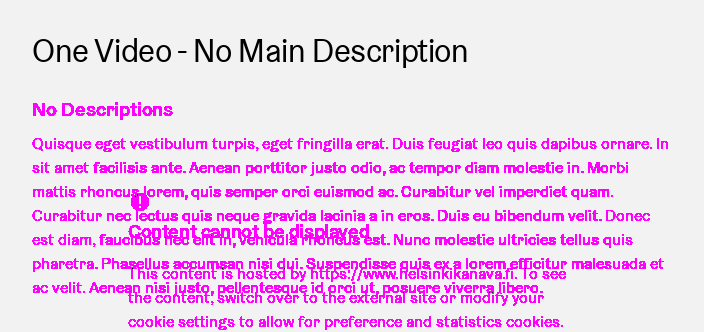 One Video - No Main Description
No Descriptions
Quisque eget vestibulum turpis, eget fringilla erat. Duis feugiat leo quis dapibus ornare. In
sit amet facilisis ante. Aenean porttitor justo odio, ac tempor diam molestie in. Morbi
mattis rhoncus lorem, quis semper orci euismod ac. Curabitur vel imperdiet quam.
Curabitur nec lectus quis neque gravida lacinia a in eros. Duis eu bibendum velit. Donec
est diam, faucibus nec elit in, vehicula rhoncus est. Nunc molestie ultricies tellus quis
pharetra. Phasellus accumsan nisi dui. Suspendisse quis ex a lorem efficitur malesuada et
ac velit. Aenean nisi justo, pellentesque id orci ut, posuere viverra libero.
Content cannot be displayed
This content is hosted by https://www.helsinkikanava.fi. To see
the content, switch over to the external site or modify your
cookie settings to allow for preference and statistics cookies.